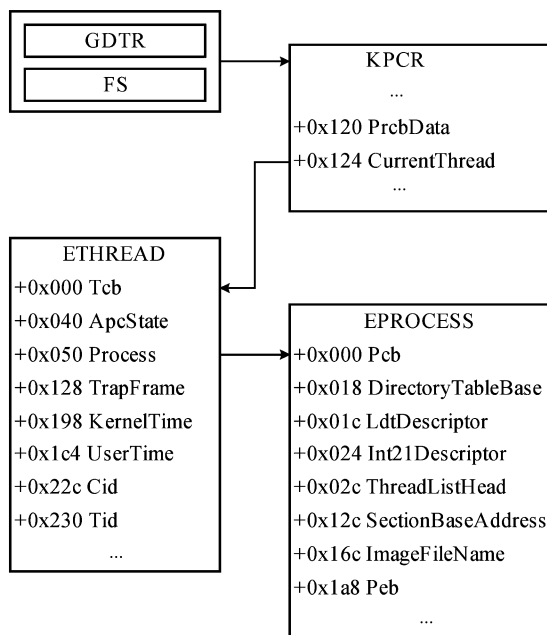 GDTR
FS
KPCR
...
+0x120 PrcbData
+0x124 CurrentThread
...
ETHREAD
+0x000 Tcb
+0x040 ApcState
+0x050 Process
+0x128 TrapFrame
+0x198 KernelTime
+0x1c4 UserTime
+0x22c Cid
+0x230 Tid
...
EPROCESS
+0x000 Pcb
+0x018 DirectoryTableBase
+0x01c LdtDescriptor
+0x024 Int21Descriptor
+0x02c ThreadListHead
+0x12c SectionBaseAddress
+0x16c ImageFileName
+0x1a8 Peb
...